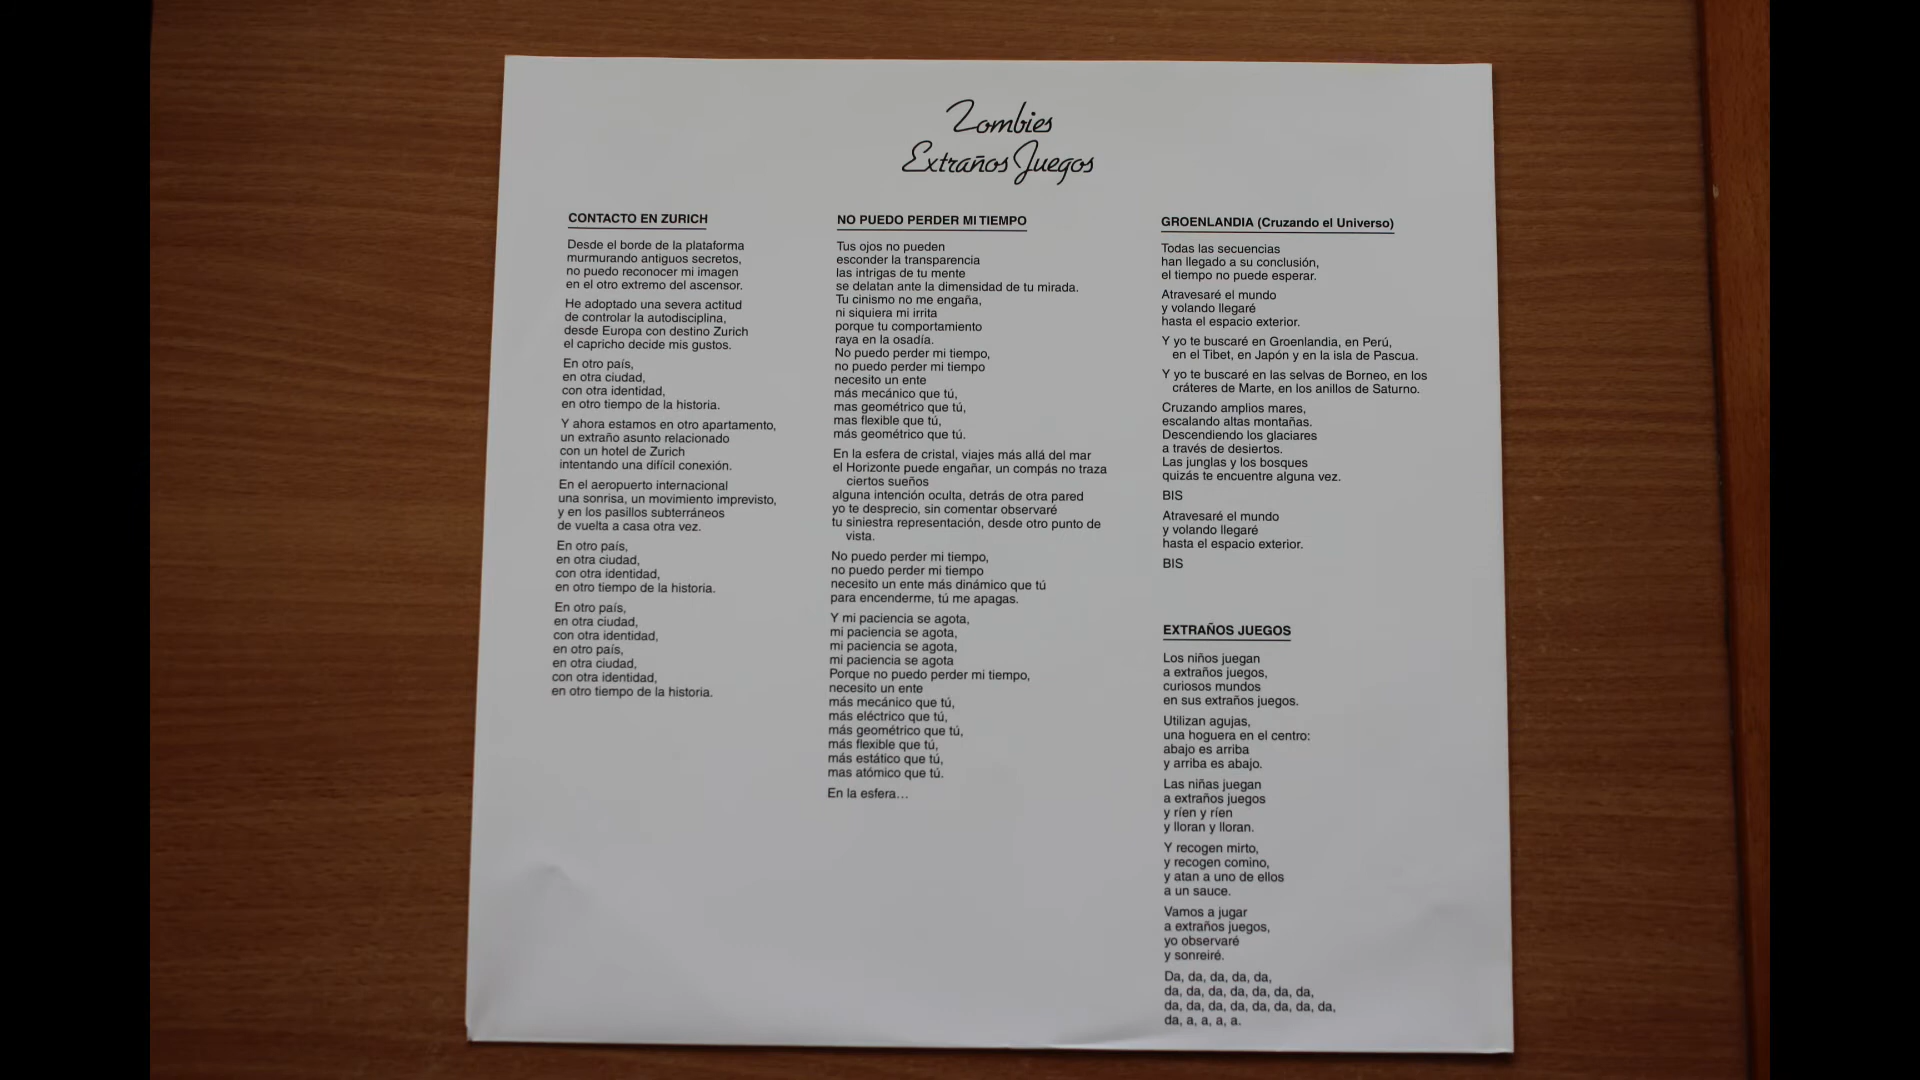 Zombies
Extraños Juegos
CONTACTO EN ZURICH
Desde el borde de la plataforma
murmurando antiguos secretos,
no puedo reconocer mi imagen
en el otro extremo del ascensor.
He adoptado una severa actitud
de controlar la autodisciplina,
desde Europa con destino Zurich
el capricho decide mis gustos.
En otro país,
en otra ciudad,
con otra identidad,
en otro tiempo de la historia.
Y ahora estamos en otro apartamento,
un extraño asunto relacionado
con un hotel de Zurich
intentando una difícil conexión.
En el aeropuerto internacional
una sonrisa, un movimiento imprevisto,
y en los pasillos subterráneos
de vuelta a casa otra vez.
En otro país,
en otra ciudad,
con otra identidad,
en otro tiempo de la historia.
En otro país,
en otra ciudad,
con otra identidad,
en otro país,
en otra ciudad,
con otra identidad,
en otro tiempo de la historia.
NO PUEDO PERDER MI TIEMPO
Tus ojos no pueden
esconder la transparencia
las intrigas de tu mente
se delatan ante la dimensidad de tu mirada.
Tu cinismo no me engaña,
ni siquiera mi irrita
porque tu comportamiento
raya en la osadía.
No puedo perder mi tiempo,
no puedo perder mi tiempo
necesito un ente
más mecánico que tú,
mas geométrico que tú,
mas flexible que tú,
más geométrico que tú.
En la esfera de cristal, viajes más allá del mar
el Horizonte puede engañar, un compás no traza
ciertos sueños
alguna intención oculta, detrás de otra pared
yo te desprecio, sin comentar observaré
tu siniestra representación, desde otro punto de
vista.
No puedo perder mi tiempo,
no puedo perder mi tiempo
necesito un ente más dinámico que tú
para encenderme, tú me apagas.
Y mi paciencia se agota,
mi paciencia se agota,
mi paciencia se agota,
mi paciencia se agota
Porque no puedo perder mi tiempo,
necesito un ente
más mecánico que tú,
más eléctrico que tú,
más geométrico que tú,
más flexible que tú,
más estático que tú,
mas atómico que tú.
En la esfera…
GROENLANDIA (Cruzando el Universo)
Todas las secuencias
han llegado a su conclusión,
el tiempo no puede esperar.
Atravesaré el mundo
y volando llegaré
hasta el espacio exterior.
Y yo te buscaré en Groenlandia, en Perú,
en el Tibet, en Japón y en la isla de Pascua.
Y yo te buscaré en las selvas de Borneo, en los
cráteres de Marte, en los anillos de Saturno.
Cruzando amplios mares,
escalando altas montañas.
Descendiendo los glaciares
a través de desiertos.
Las junglas y los bosques
quizás te encuentre alguna vez.
BIS
Atravesaré el mundo
y volando llegaré
hasta el espacio exterior.
BIS
EXTRAÑOS JUEGOS
Los niños juegan
a extraños juegos,
curiosos mundos
en sus extraños juegos.
Utilizan agujas,
una hoguera en el centro:
abajo es arriba
y arriba es abajo.
Las niñas juegan
a extraños juegos
y ríen y ríen
y lloran y lloran.
Y recogen mirto,
y recogen comino,
y atan a uno de ellos
a un sauce.
Vamos a jugar
a extraños juegos,
yo observaré
y sonreiré.
Da, da, da, da, da,
da, da, da, da, da, da, da,
da, da, da, da, da, da, da, da,
da, a, a, a, a.